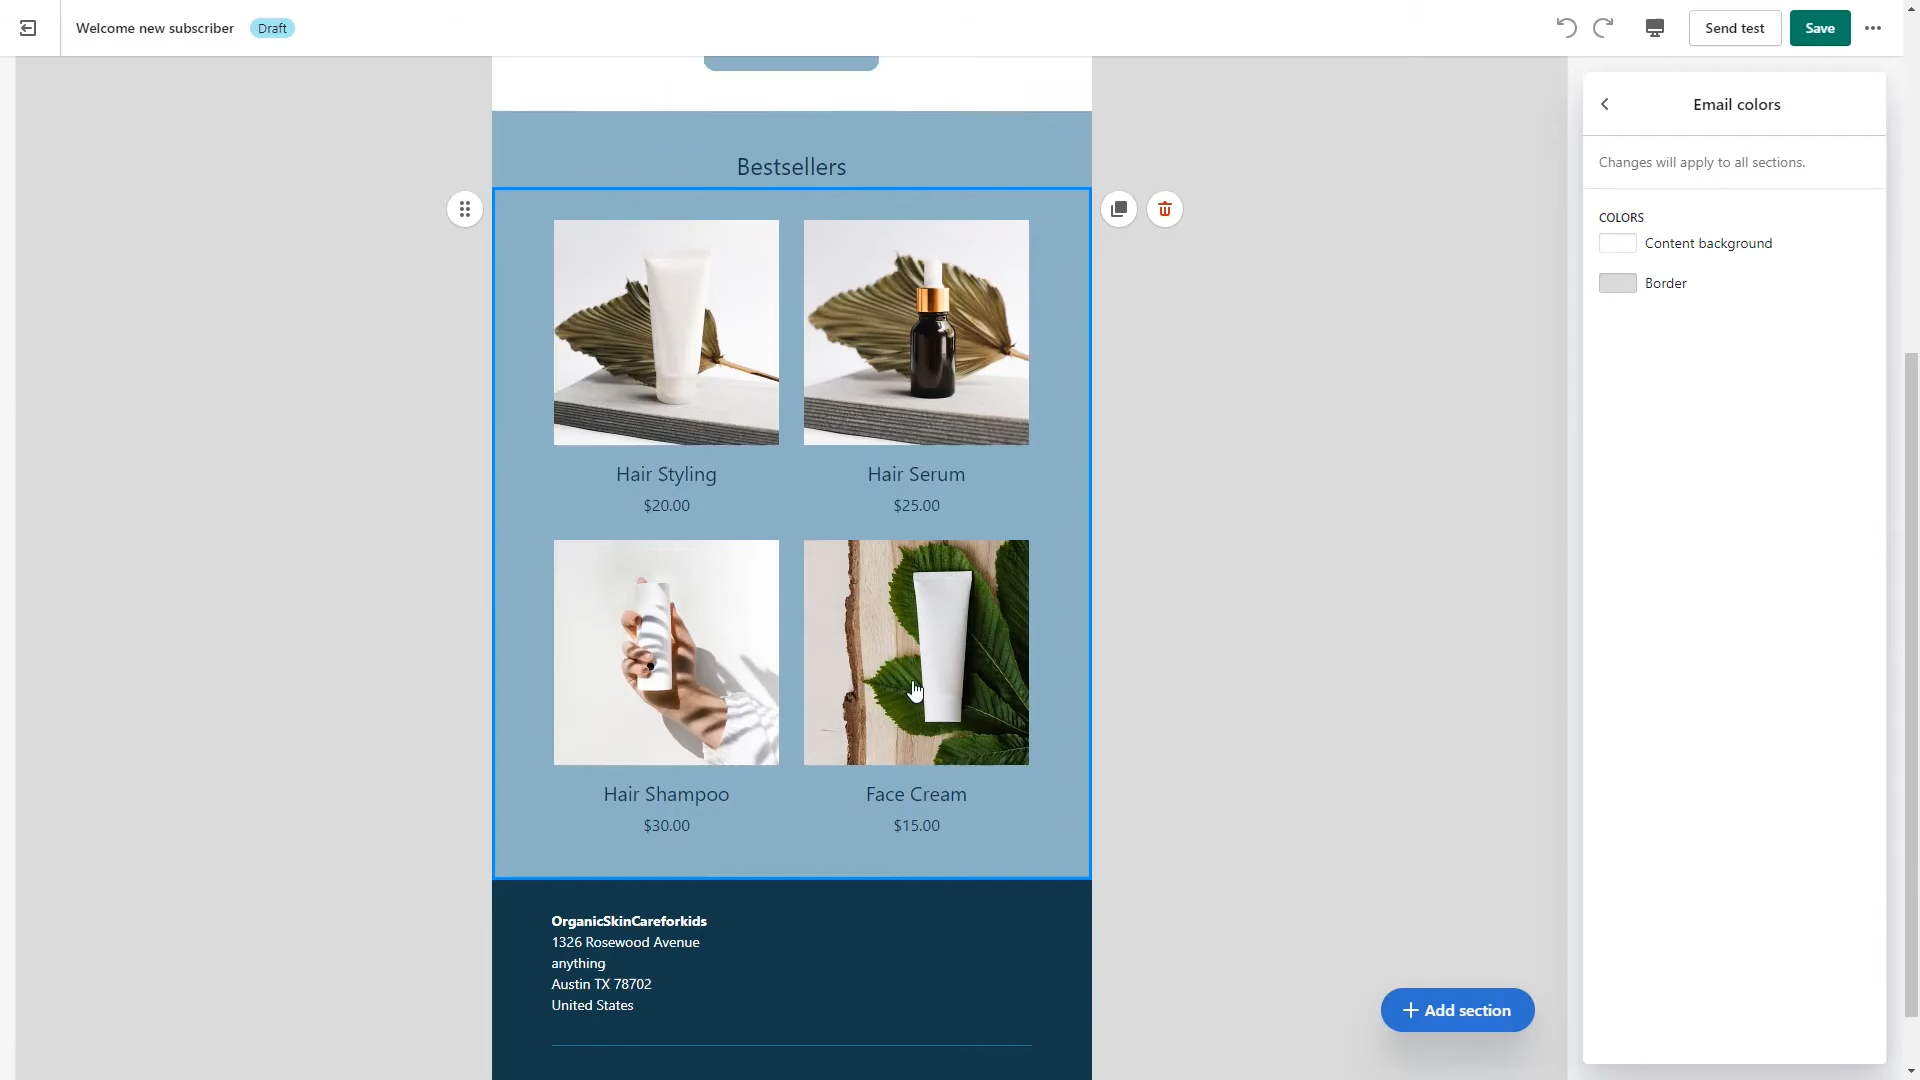 Welcome new subscriber
Draft
Send test
Save
Email colors
Changes will apply to all sections.
COLORS
Content background
Border
Bestsellers
Hair Styling
$20.00
Hair Serum
$25.00
Hair Shampoo
$30.00
Face Cream
$15.00
OrganicSkinCareforkids
1326 Rosewood Avenue
anything
Austin TX 78702
United States
Add section